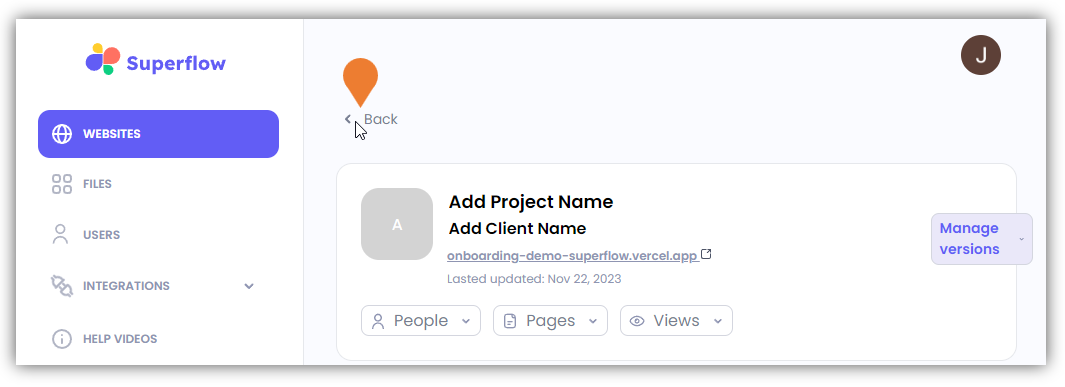 Superflow
J
Back
WEBSITES
FILES
USERS
INTEGRATIONS
HELP VIDEOS
A
Add Project Name
Add Client Name
onboarding-demo-superflow.vercel.app
Last updated: Nov 22, 2023
Manage
versions
People
Pages
Views